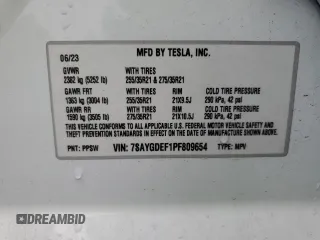 MFD BY TESLA, INC.
06/23
GVWR WITH TIRES
2382 kg (5252 lb) 255/35R21 & 275/35R21
GAWR FRT WITH TIRES RIM COLD TIRE PRESSURE
1363 kg (3004 lb) 255/35R21 21X9.5J 290 kPa, 42 psi
GAWR RR WITH TIRES RIM COLD TIRE PRESSURE
1590 kg (3505 lb) 275/35R21 21X10.5J 290 kPa, 42 psi
THIS VEHICLE CONFORMS TO ALL APPLICABLE U.S. FEDERAL MOTOR VEHICLE SAFETY AND THEFT PREVENTION STANDARDS IN EFFECT ON THE DATE OF MANUFACTURE SHOWN ABOVE.
PNT: PPSW VIN: 7SAYGDEF1PF809654 TYPE: MPV
AUTOHELPERBOT.COM